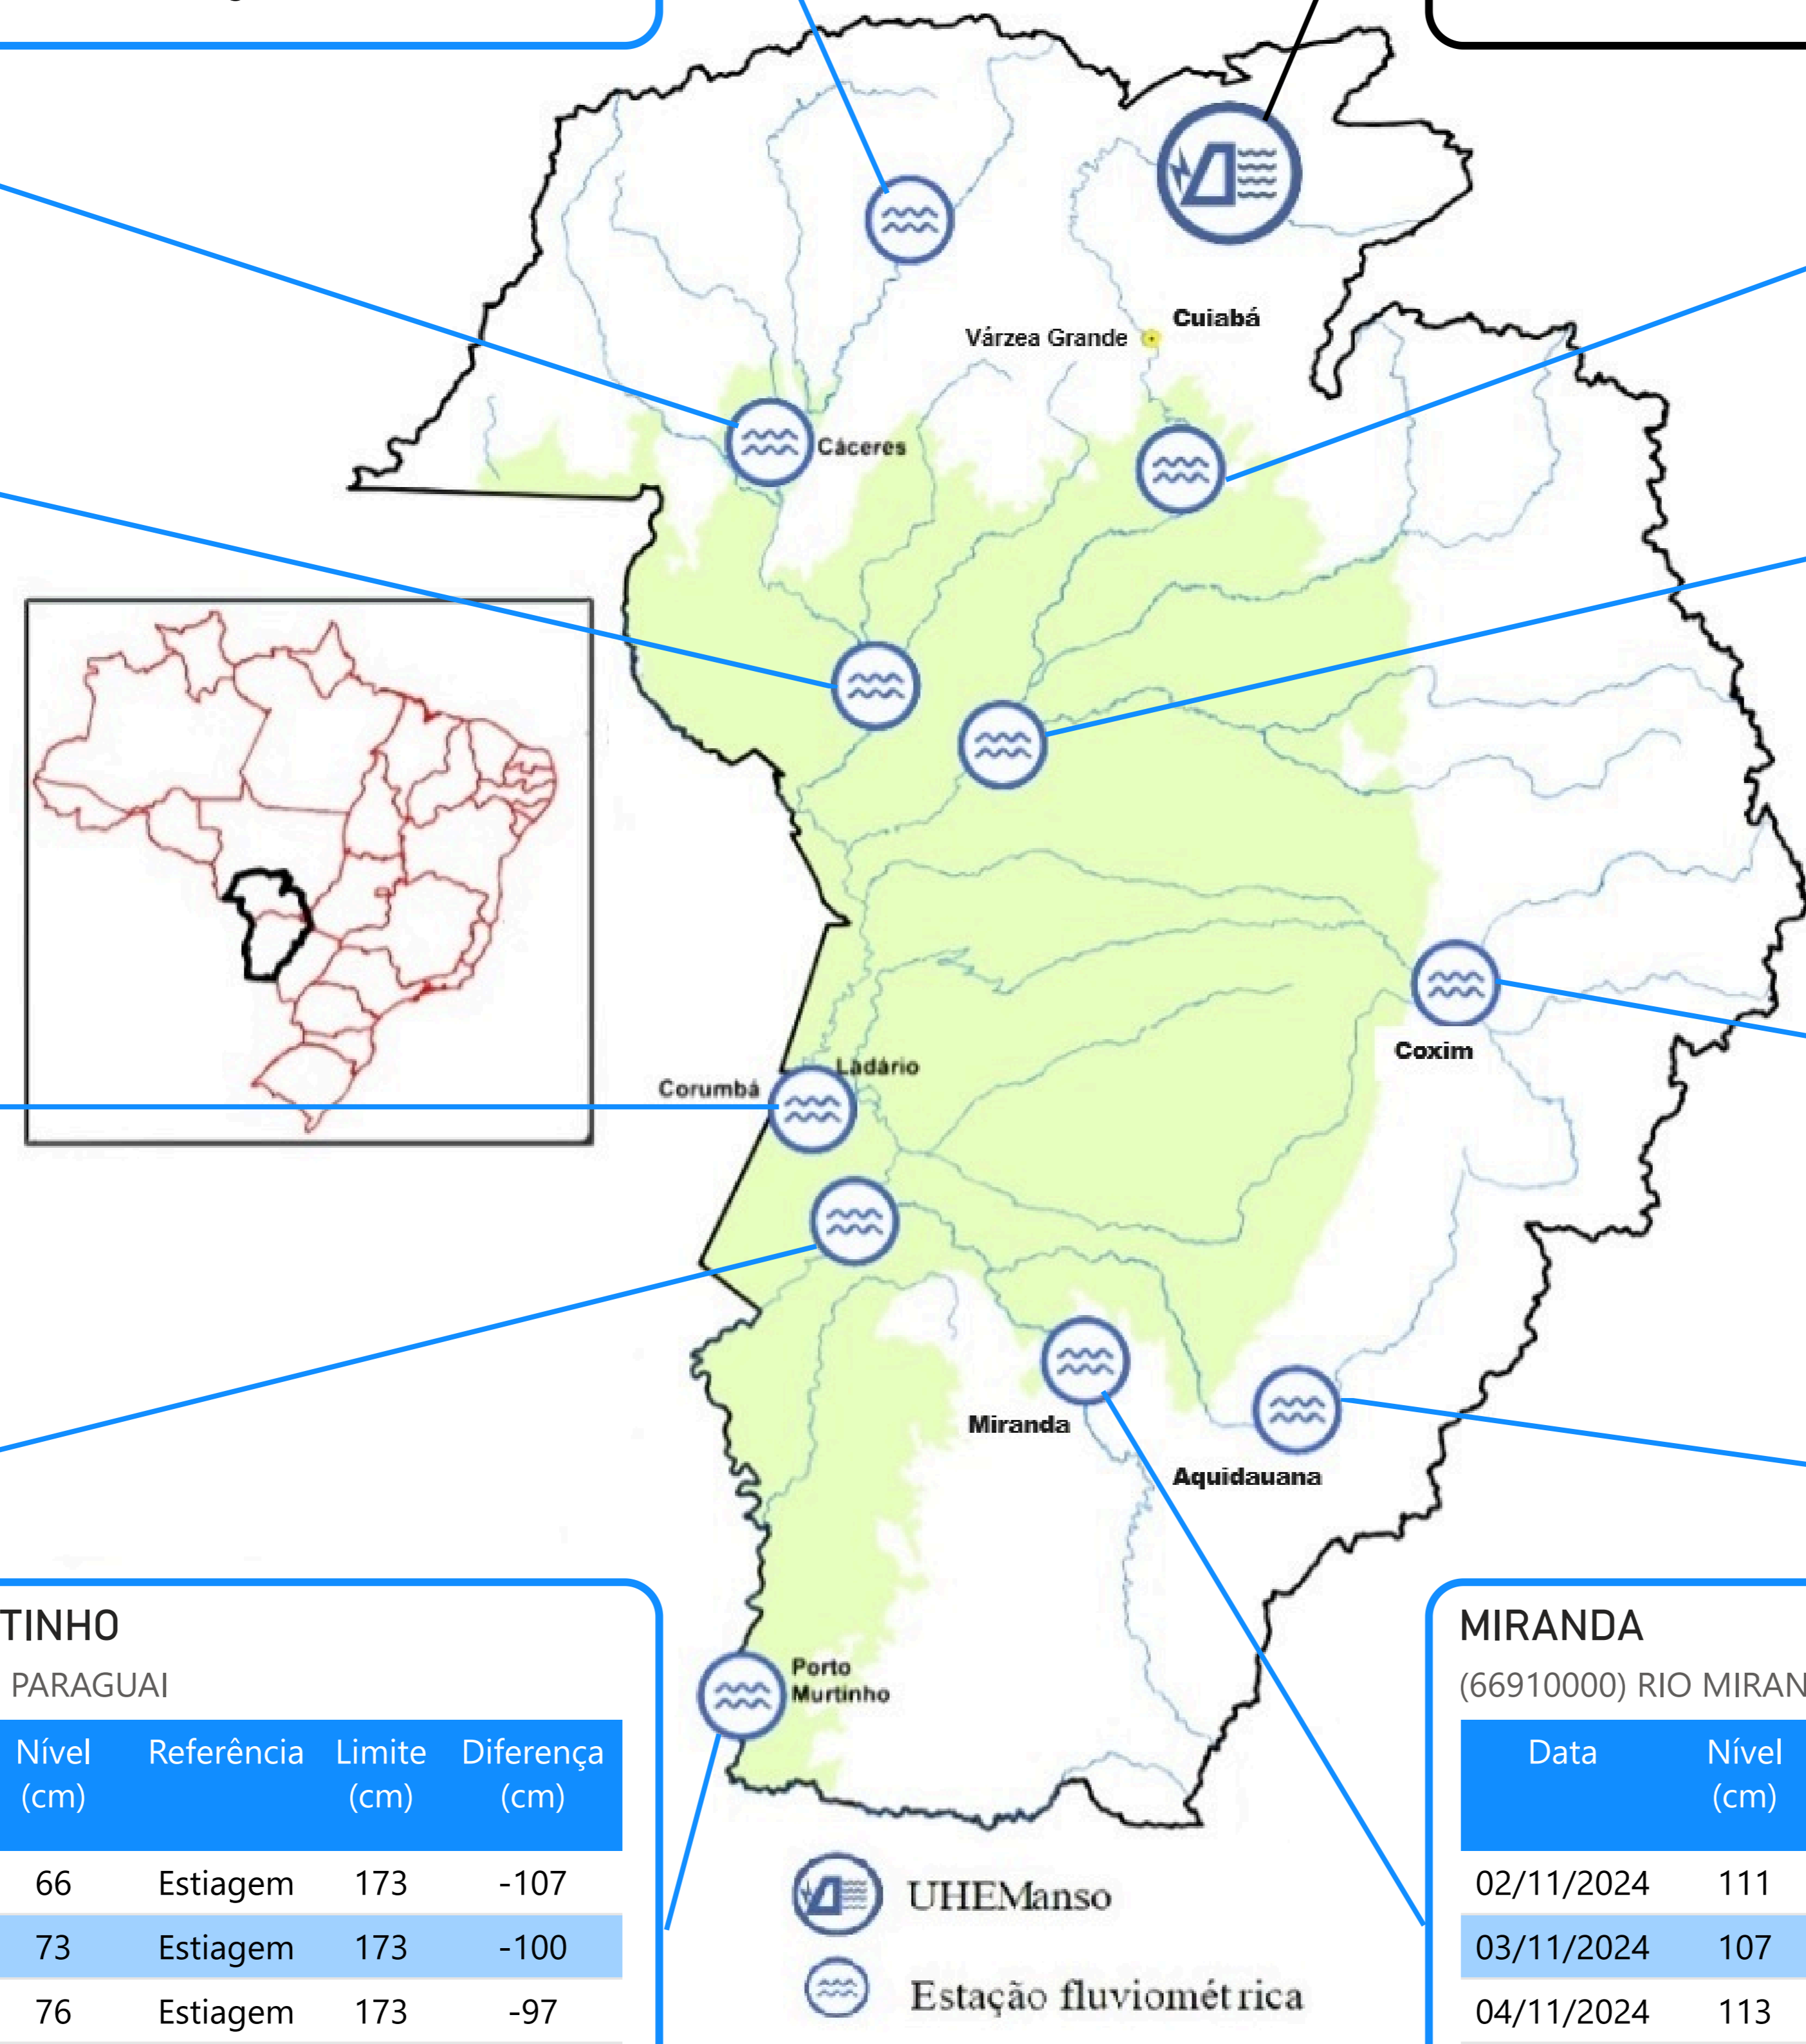 Cuiabá
Várzea Grande
Cáceres
Ladário
Corumbá
Coxim
Miranda
Aquidauana
Porto
Murtinho
TINHO
PARAGUAI
Nível (cm) Referência Limite (cm) Diferença (cm)
66 Estiagem 173 -107
73 Estiagem 173 -100
76 Estiagem 173 -97
UHEManso
Estação fluviométrica
MIRANDA
(66910000) RIO MIRAN
Data Nível (cm)
02/11/2024 111
03/11/2024 107
04/11/2024 113